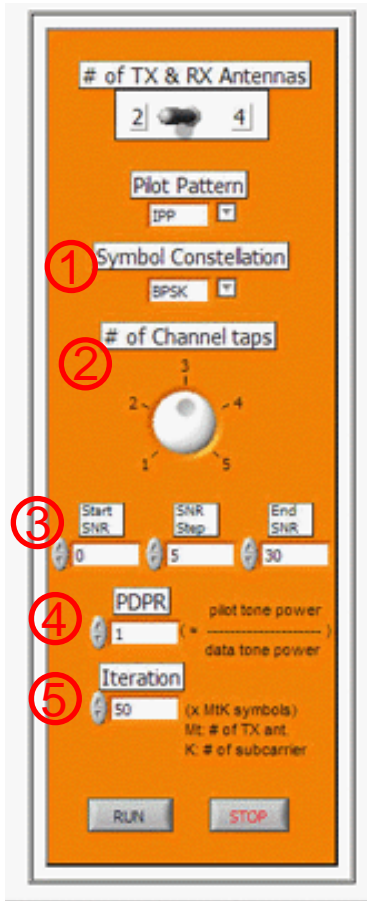 # of TX & RX Antennas
2 4
Pilot Pattern
IPP
1 Symbol Constellation
BPSK
# of Channel taps
2
3
2 4
1 5
3 Start SNR SNR Step End SNR
0 5 30
PDPR pilot tone power
4 1 ( = -------------------- )
data tone power
Iteration
5 50 (x MtK symbols)
Mt: # of TX ant.
K: # of subcarrier
RUN STOP